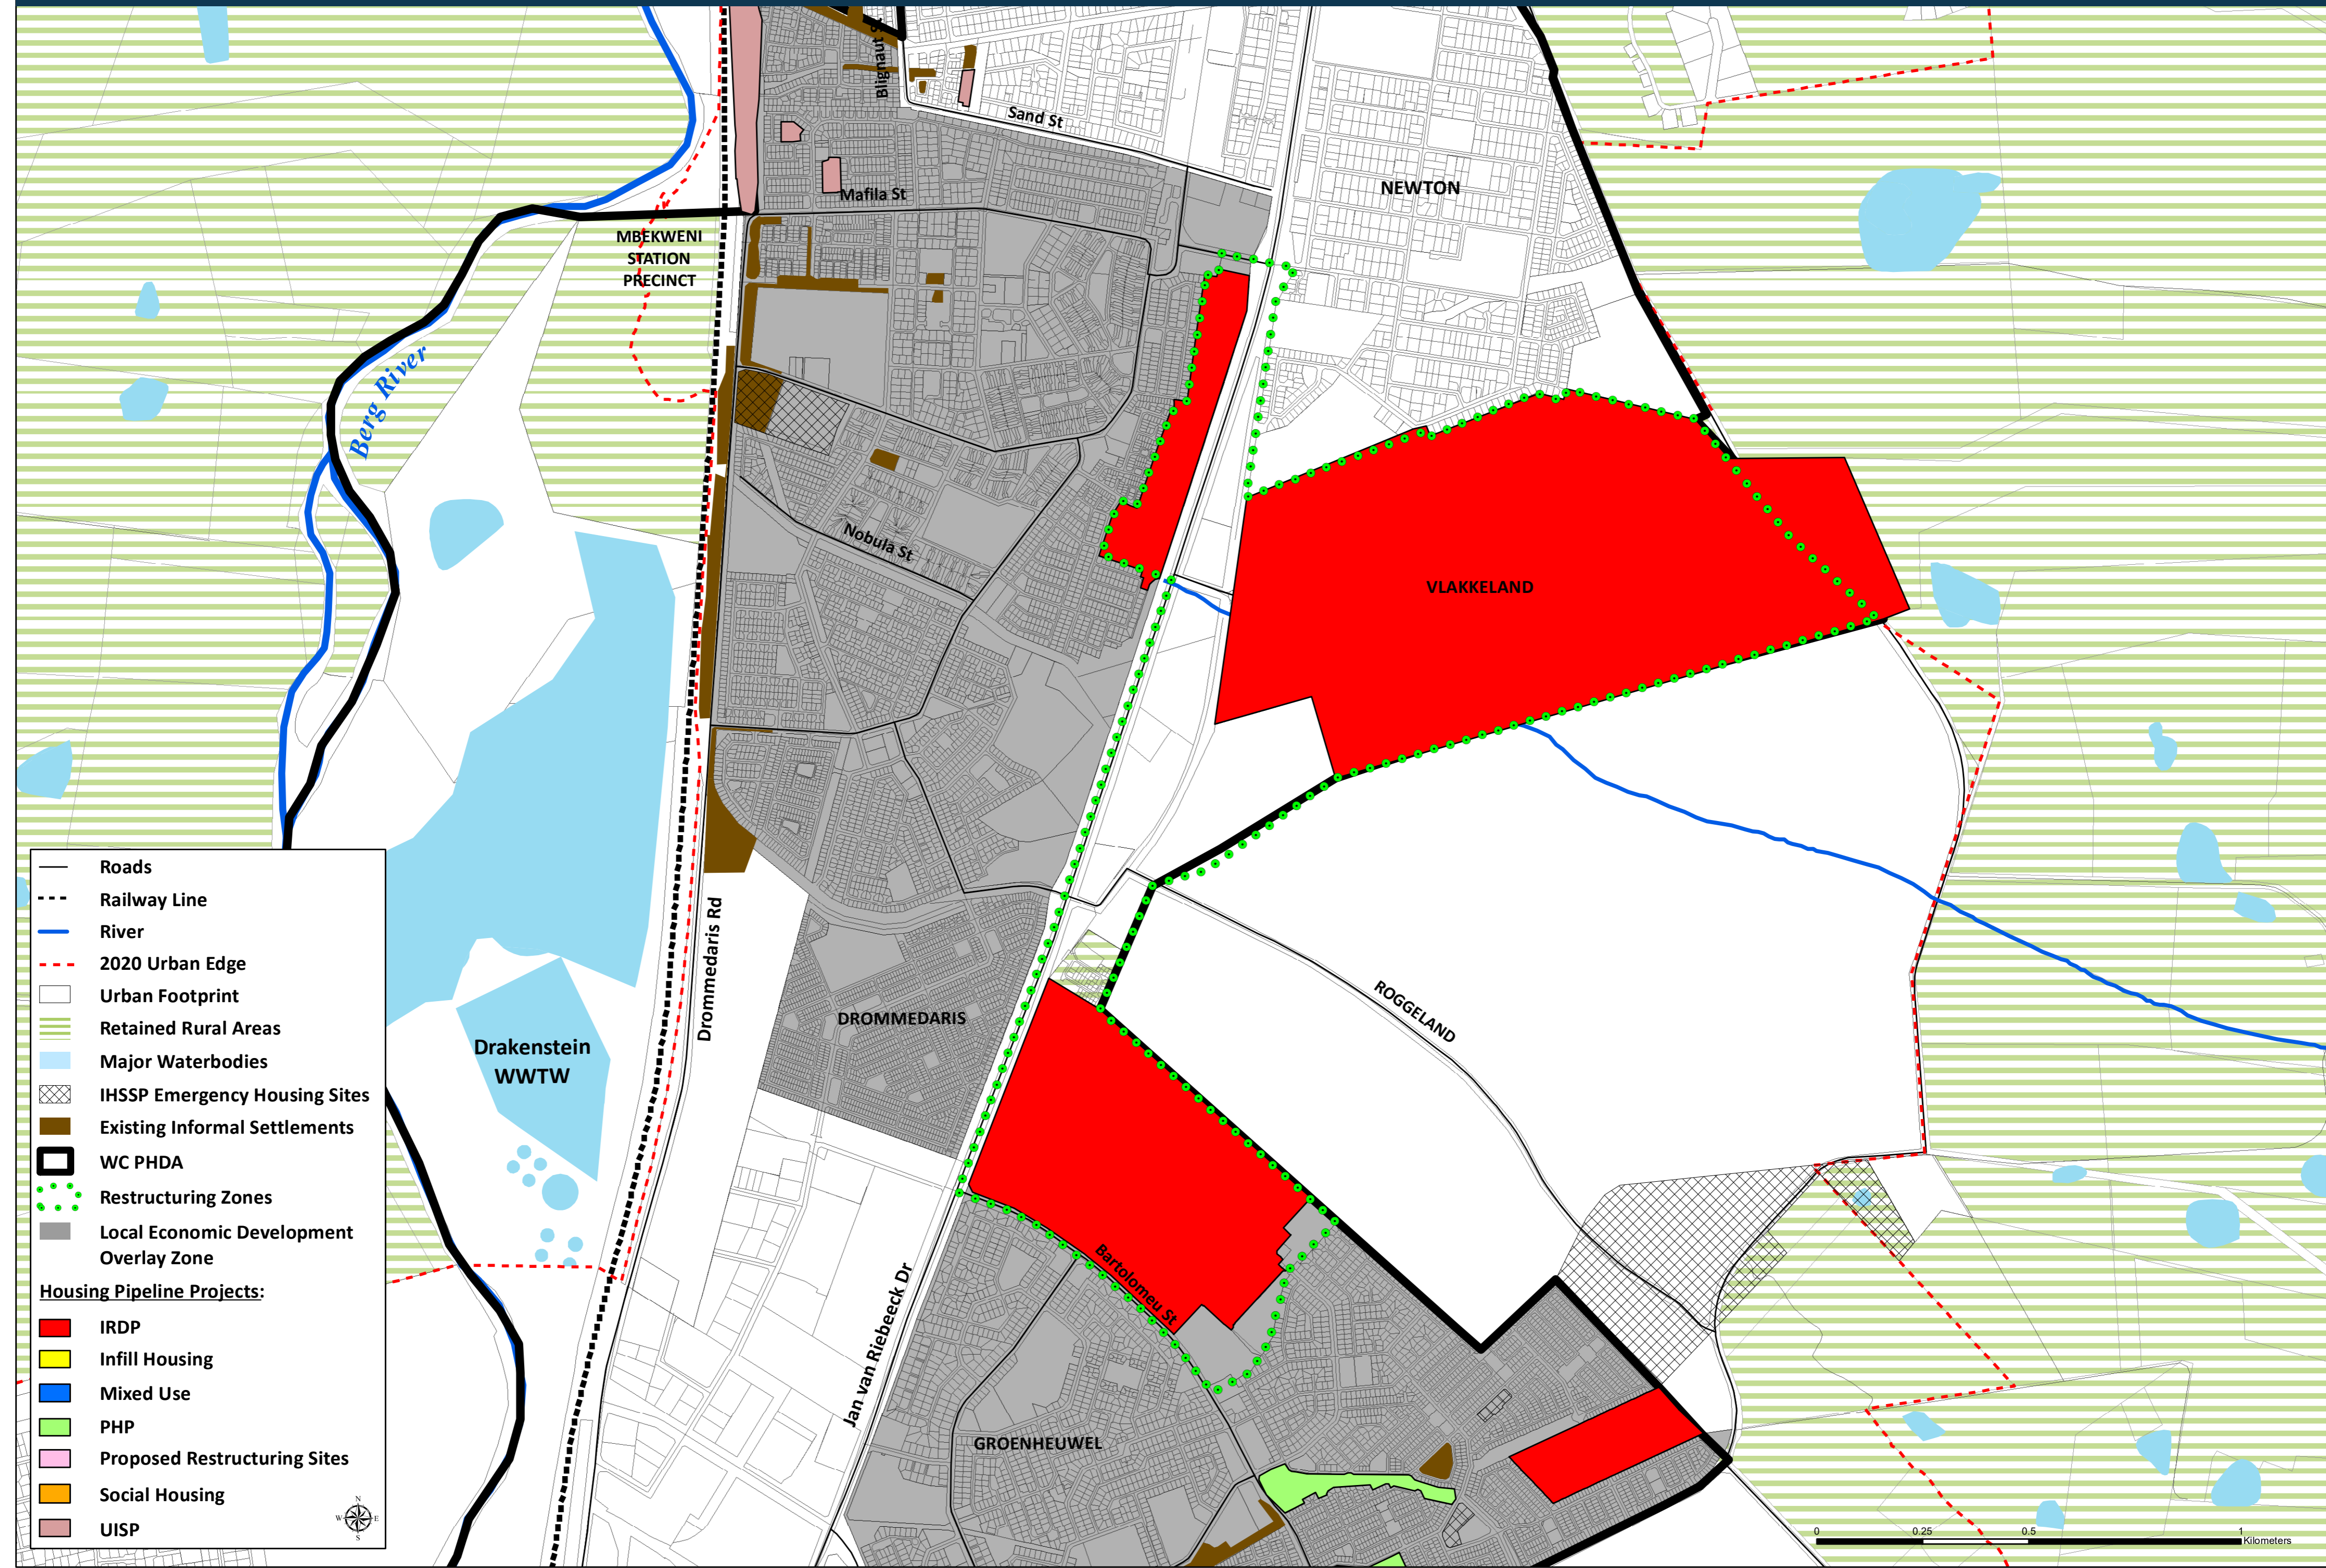 Blignaut S
Sand St
NEWTON
Mafila St
MBEKWENI
STATION
PRECINCT
Berg River
Nobula St
VLAKKELAND
Drommedaris Rd
DROMMEDARIS
ROGGELAND
Drakenstein
WWTW
Bartolomeu St
Jan van Riebeeck Dr
GROENHEUWEL
Roads
Railway Line
River
2020 Urban Edge
Urban Footprint
Retained Rural Areas
Major Waterbodies
IHSSP Emergency Housing Sites
Existing Informal Settlements
WC PHDA
Restructuring Zones
Local Economic Development
Overlay Zone
Housing Pipeline Projects:
IRDP
Infill Housing
Mixed Use
PHP
Proposed Restructuring Sites
Social Housing
UISP
N
W E
S
0 0.25 0.5 1
Kilometers